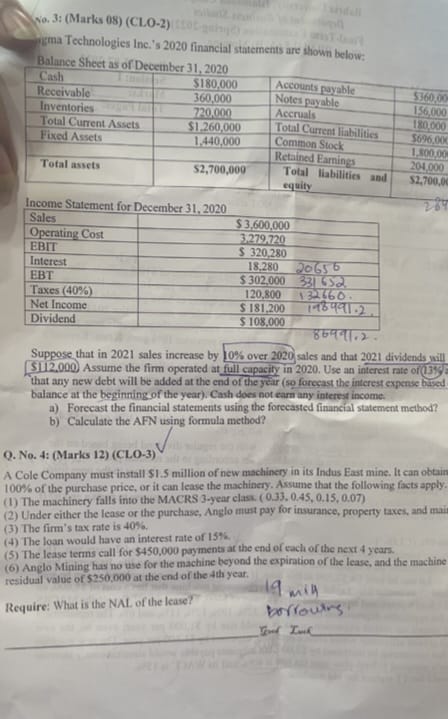 No. 3: (Marks 08) (CLO-2)
gma Technologies Inc.'s 2020 financial statements are shown below:
Balance Sheet as of December 31, 2020
Cash $180,000 Accounts payable $360,00
Receivable 360,000 Notes payable 156,000
Inventories 720,000 Accruals 180,000
Total Current Assets $1,260,000 Total Current liabilities $696,000
Fixed Assets 1,440,000 Common Stock 1,800,00
Retained Earnings 204,000
Total assets $2,700,000 Total liabilities and equity $2,700,0
284
Income Statement for December 31, 2020
Sales $ 3,600,000
Operating Cost 3,279,720
EBIT $ 320,280
Interest 18,280 20656
EBT $ 302,000 331652
Taxes (40%) 120,800 132660.
Net Income $ 181,200 198991.2
Dividend $ 108,000
86991.2.
Suppose that in 2021 sales increase by 10% over 2020 sales and that 2021 dividends will
$112,000. Assume the firm operated at full capacity in 2020. Use an interest rate of 13%
that any new debt will be added at the end of the year (so forecast the interest expense based
balance at the beginning of the year). Cash does not earn any interest income.
a) Forecast the financial statements using the forecasted financial statement method?
b) Calculate the AFN using formula method?
Q. No. 4: (Marks 12) (CLO-3)
A Cole Company must install $1.5 million of new machinery in its Indus East mine. It can obtain
100% of the purchase price, or it can lease the machinery. Assume that the following facts apply.
(1) The machinery falls into the MACRS 3-year class. ( 0.33, 0.45, 0.15, 0.07)
(2) Under either the lease or the purchase, Anglo must pay for insurance, property taxes, and main
(3) The firm's tax rate is 40%.
(4) The loan would have an interest rate of 15%.
(5) The lease terms call for $450,000 payments at the end of each of the next 4 years.
(6) Anglo Mining has no use for the machine beyond the expiration of the lease, and the machine
residual value of $250,000 at the end of the 4th year.
19 min
Require: What is the NAL of the lease?
borrowing
Luck